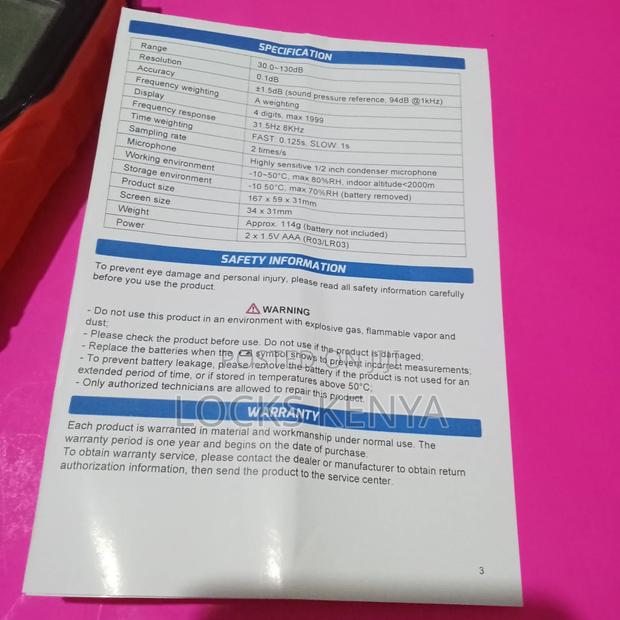 SPECIFICATION
Range 30.0~130dB
Resolution 0.1dB
Accuracy ±1.5dB (sound pressure reference, 94dB @1kHz)
Frequency weighting A weighting
Display 4 digits, max 1999
Frequency response 31.5Hz 8KHz
Time weighting FAST: 0.125s, SLOW: 1s
Sampling rate 2 times/s
Microphone Highly sensitive 1/2 inch condenser microphone
Working environment -10~50°C, max 80%RH, indoor altitude<2000m
Storage environment -10 50°C, max 70%RH (battery removed)
Product size 167 x 59 x 31mm
Screen size 34 x 31mm
Weight Approx. 114g (battery not included)
Power 2 x 1.5V AAA (R03/LR03)
SAFETY INFORMATION
To prevent eye damage and personal injury, please read all safety information carefully
before you use the product.
WARNING
- Do not use this product in an environment with explosive gas, flammable vapor and
dust;
- Please check the product before use. Do not use if the product is damaged;
- Replace the batteries when the symbol shows to prevent incorrect measurements;
- To prevent battery leakage, please remove the battery if the product is not used for an
extended period of time, or if stored in temperatures above 50°C;
- Only authorized technicians are allowed to repair this product.
POSTED ON JIJI
LOCKS KENYA
WARRANTY
Each product is warranted in material and workmanship under normal use. The
warranty period is one year and begins on the date of purchase.
To obtain warranty service, please contact the dealer or manufacturer to obtain return
authorization information, then send the product to the service center.
3